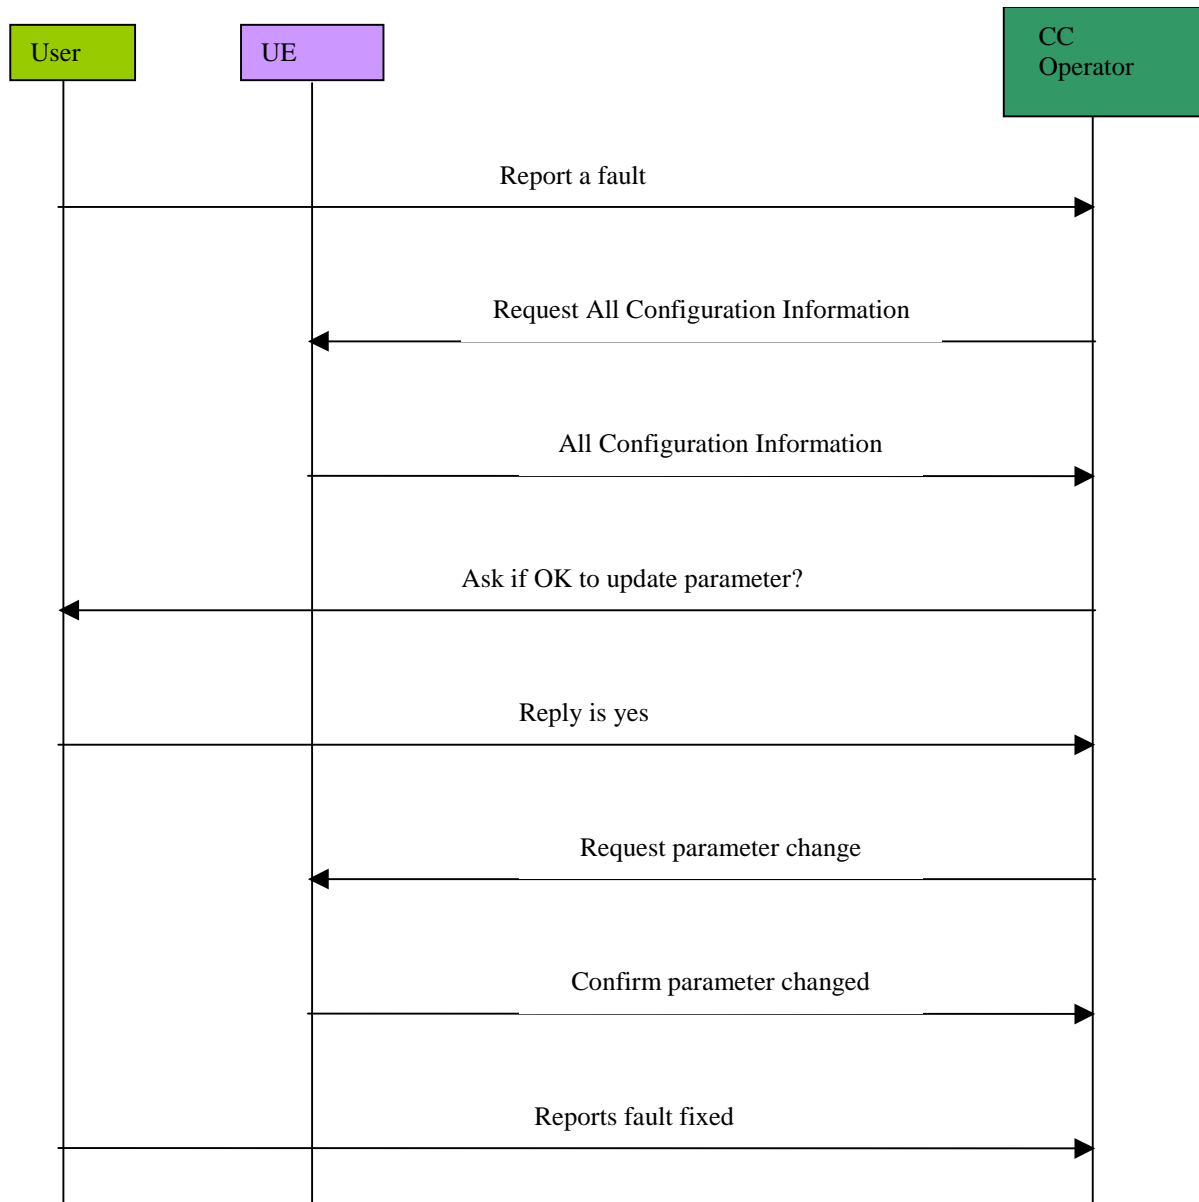 User
UE
CC
Operator
Report a fault
Request All Configuration Information
All Configuration Information
Ask if OK to update parameter?
Reply is yes
Request parameter change
Confirm parameter changed
Reports fault fixed